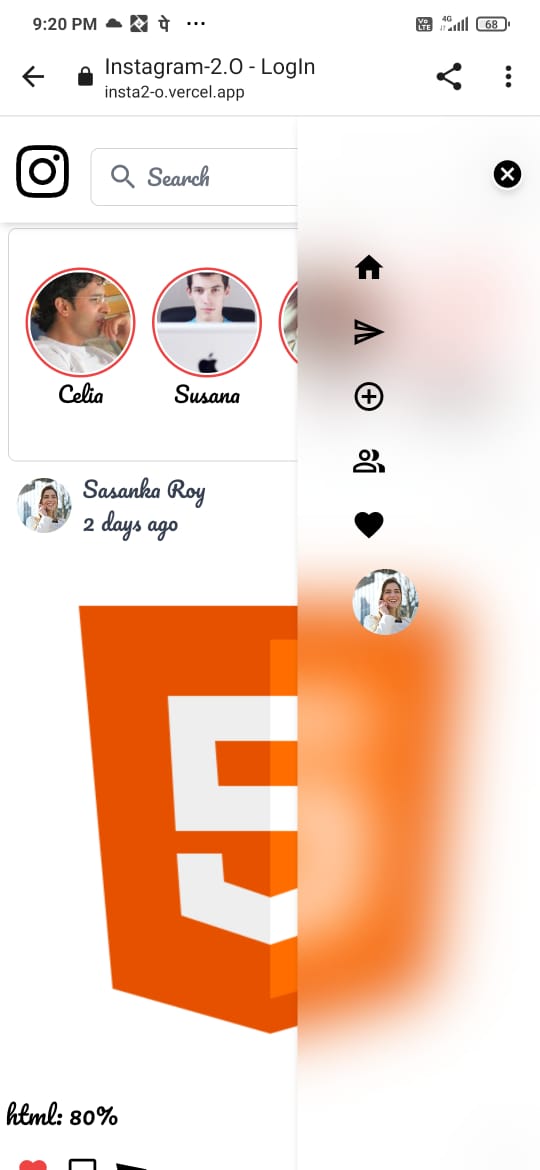 9:20 PM पे ...
Vo LTE 4G 68
Instagram-2.O - LogIn
insta2-o.vercel.app
Search
Celia Susana
Sasanka Roy
2 days ago
html: 80%